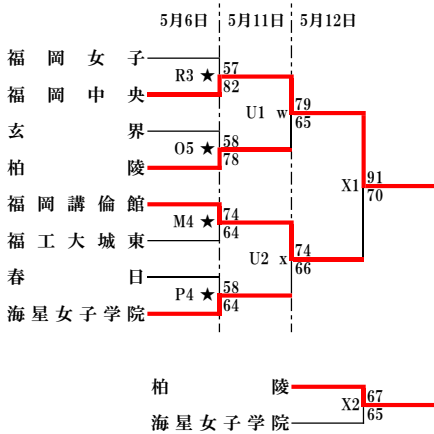 5月6日 5月11日 5月12日
福岡女子
57
R3 ★
82
福岡中央
79
U1 w
65
玄界
58
O5 ★
78
柏陵
91
X1
70
福岡講倫館
74
M4 ★
64
福工大城東
74
U2 x
66
春日
58
P4 ★
64
海星女子学院
柏陵
67
X2
65
海星女子学院